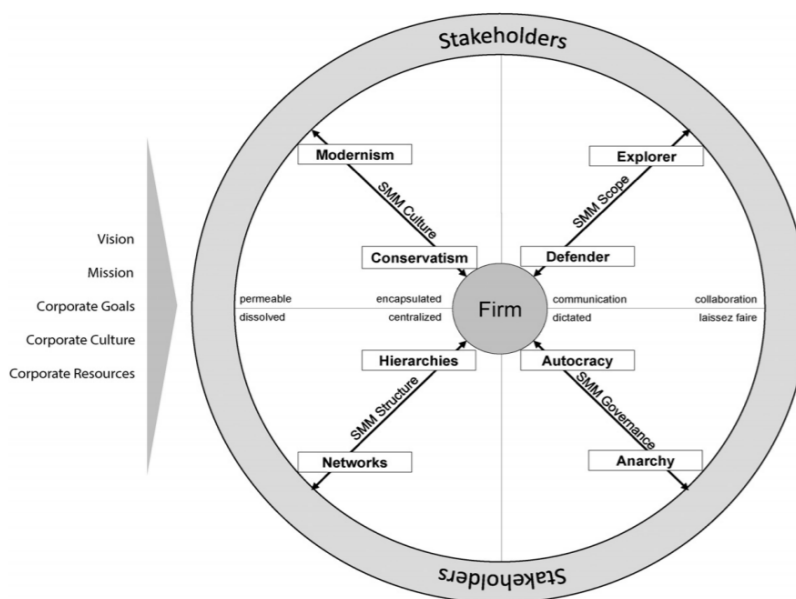 Stakeholders
Modernism
Explorer
SMM Culture
SMM Scope
Vision
Conservatism
Defender
Mission
permeable
encapsulated
communication
collaboration
Corporate Goals
Firm
dissolved
centralized
dictated
laissez faire
Corporate Culture
Hierarchies
Autocracy
Corporate Resources
SMM Structure
SMM Governance
Networks
Anarchy
Stakeholders